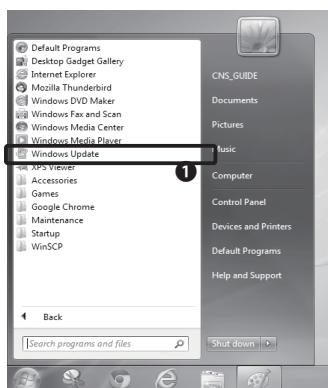 Default Programs
Desktop Gadget Gallery
Internet Explorer
Mozilla Thunderbird
Windows DVD Maker
Windows Fax and Scan
Windows Media Center
Windows Media Player
Windows Update
XPS Viewer
Accessories
Games
Google Chrome
Maintenance
Startup
WinSCP
Back
Search programs and files
CNS_GUIDE
Documents
Pictures
Music
1
Computer
Control Panel
Devices and Printers
Default Programs
Help and Support
Shut down